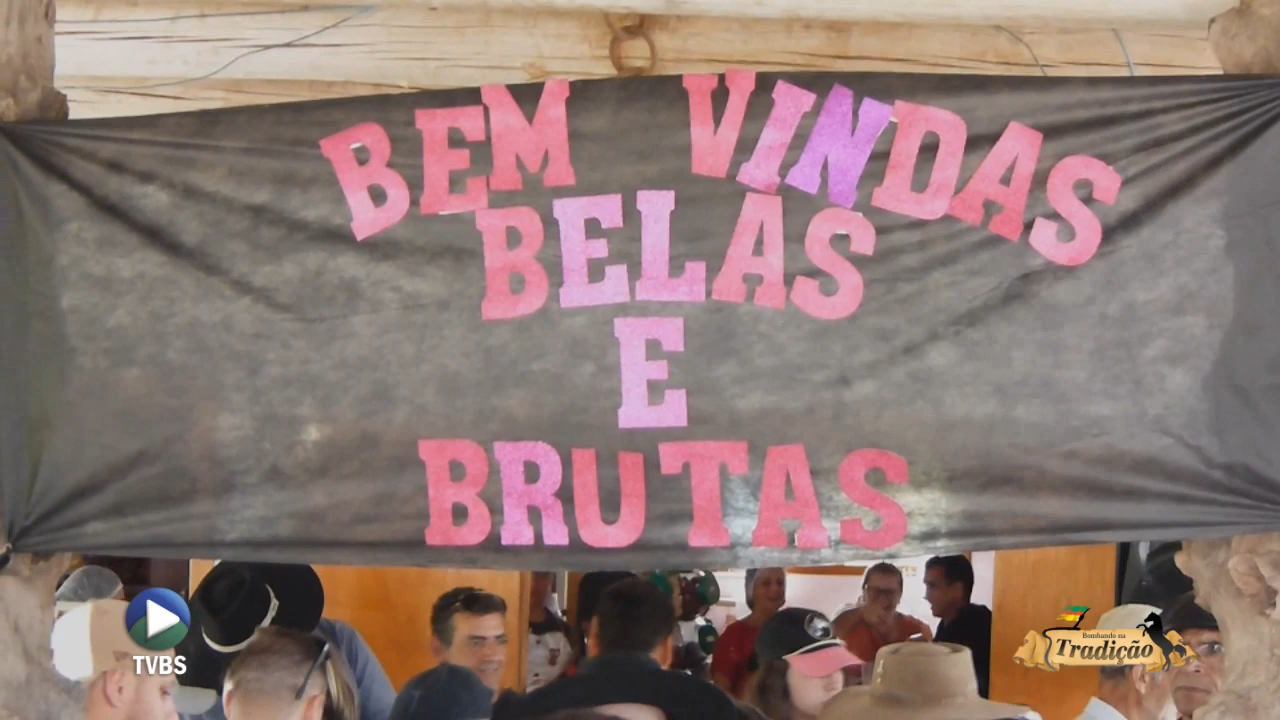 BEM VINDAS
BELAS
E
BRUTAS
TVBS
Bombando na
Tradição